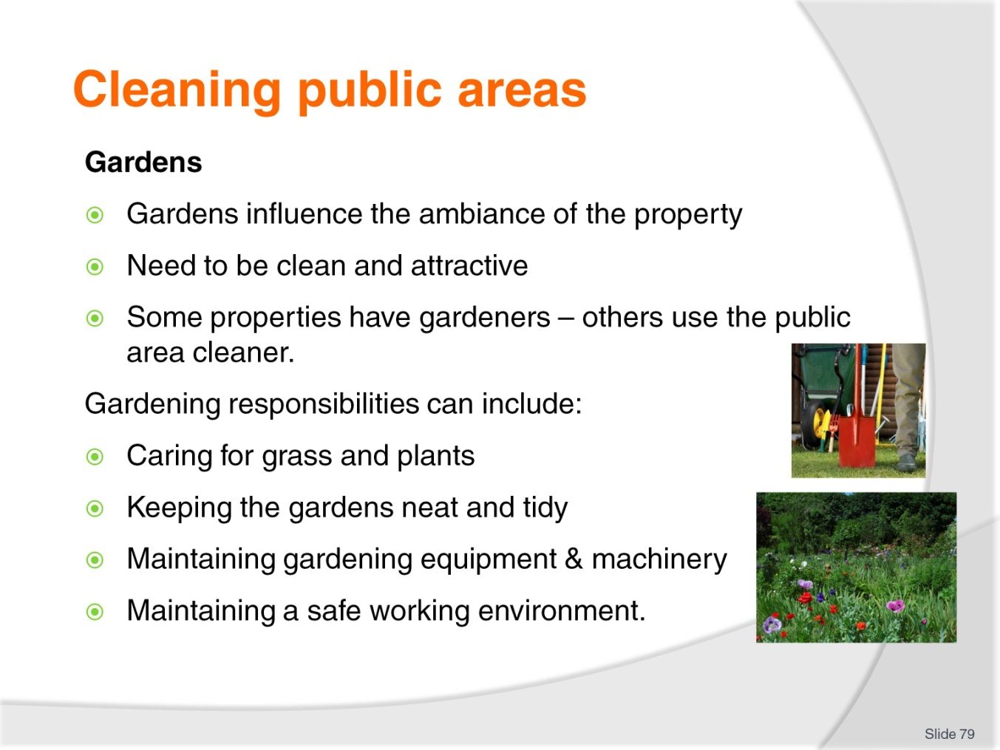 Cleaning public areas
Gardens
Gardens influence the ambiance of the property
Need to be clean and attractive
Some properties have gardeners – others use the public
area cleaner.
Gardening responsibilities can include:
Caring for grass and plants
Keeping the gardens neat and tidy
Maintaining gardening equipment & machinery
Maintaining a safe working environment.
Slide 79